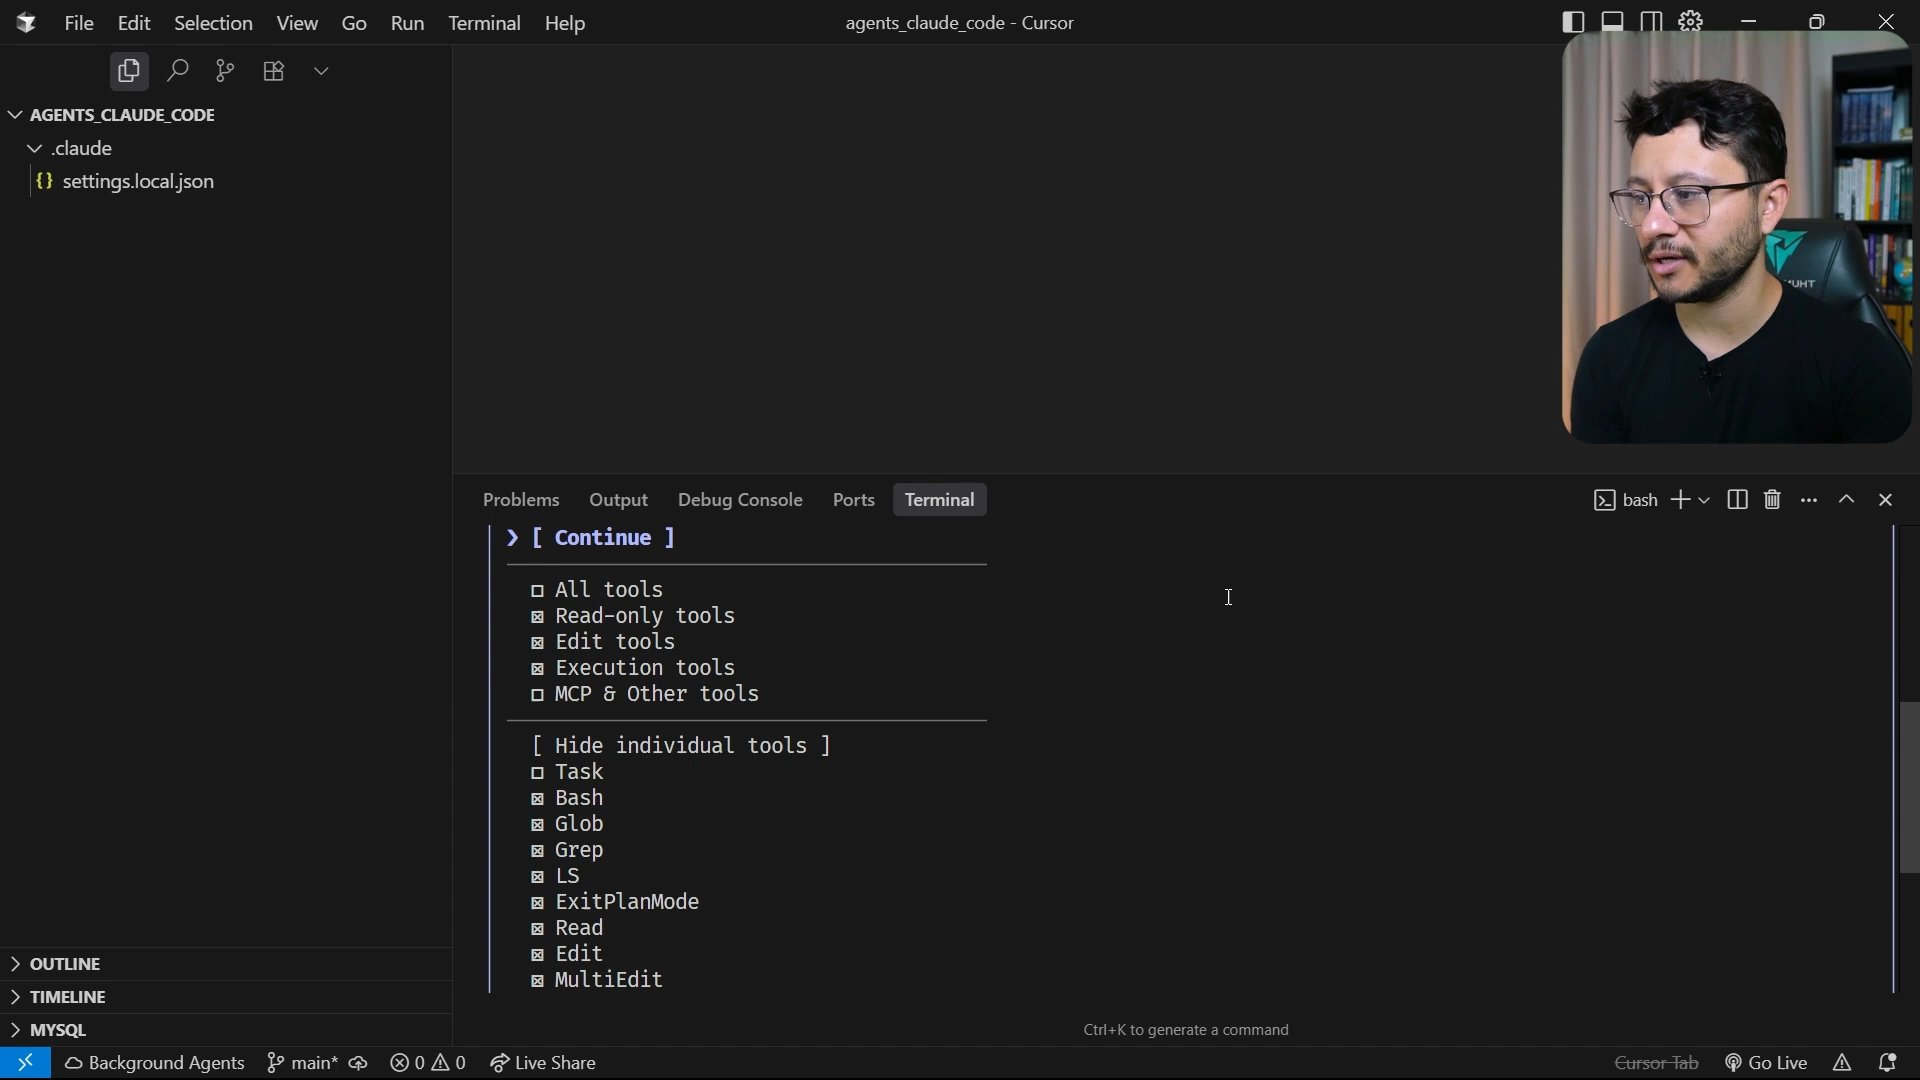 File Edit Selection View Go Run Terminal Help
agents_claude_code - Cursor
AGENTS_CLAUDE_CODE
.claude
{} settings.local.json
Problems Output Debug Console Ports Terminal
bash
❯ [ Continue ]
☐ All tools
☒ Read-only tools
☒ Edit tools
☒ Execution tools
☐ MCP & Other tools
[ Hide individual tools ]
☐ Task
☒ Bash
☒ Glob
☒ Grep
☒ LS
☒ ExitPlanMode
☒ Read
☒ Edit
☒ MultiEdit
Ctrl+K to generate a command
OUTLINE
TIMELINE
MYSQL
Background Agents main* 0 0 Live Share
Cursor Tab Go Live